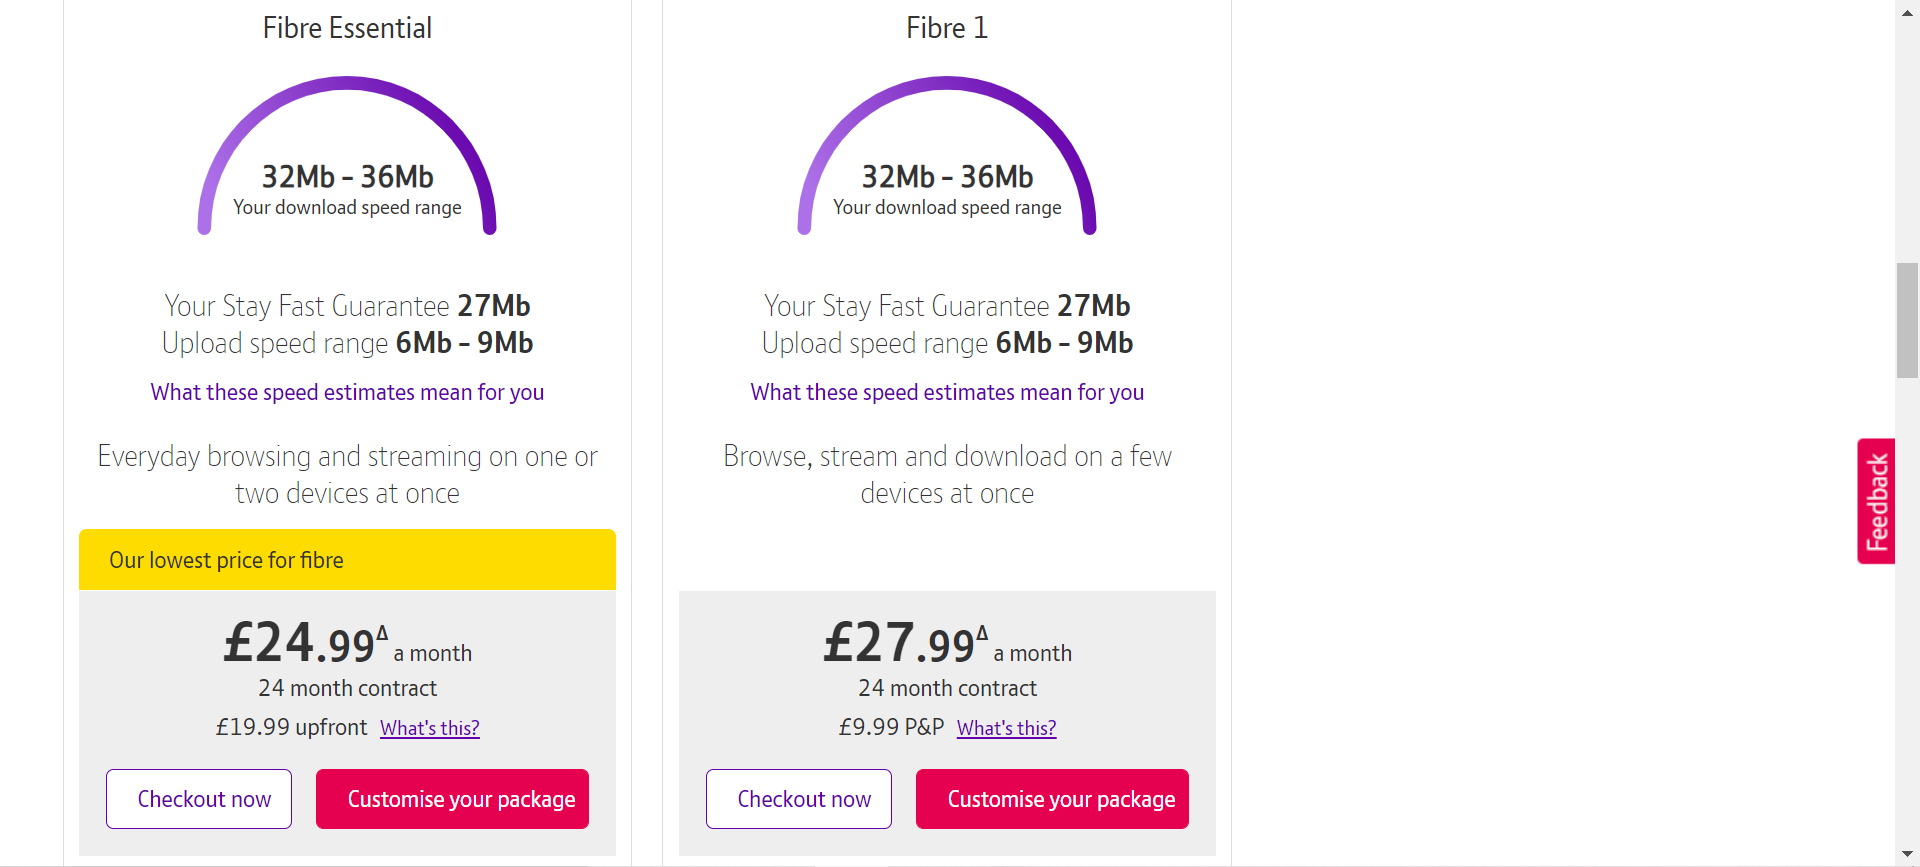 Fibre Essential
32Mb - 36Mb
Your download speed range
Your Stay Fast Guarantee 27Mb
Upload speed range 6Mb - 9Mb
What these speed estimates mean for you
Everyday browsing and streaming on one or
two devices at once
Our lowest price for fibre
£24.99Δ a month
24 month contract
£19.99 upfront What's this?
Checkout now Customise your package
Fibre 1
32Mb - 36Mb
Your download speed range
Your Stay Fast Guarantee 27Mb
Upload speed range 6Mb - 9Mb
What these speed estimates mean for you
Browse, stream and download on a few
devices at once
£27.99Δ a month
24 month contract
£9.99 P&P What's this?
Checkout now Customise your package
Feedback